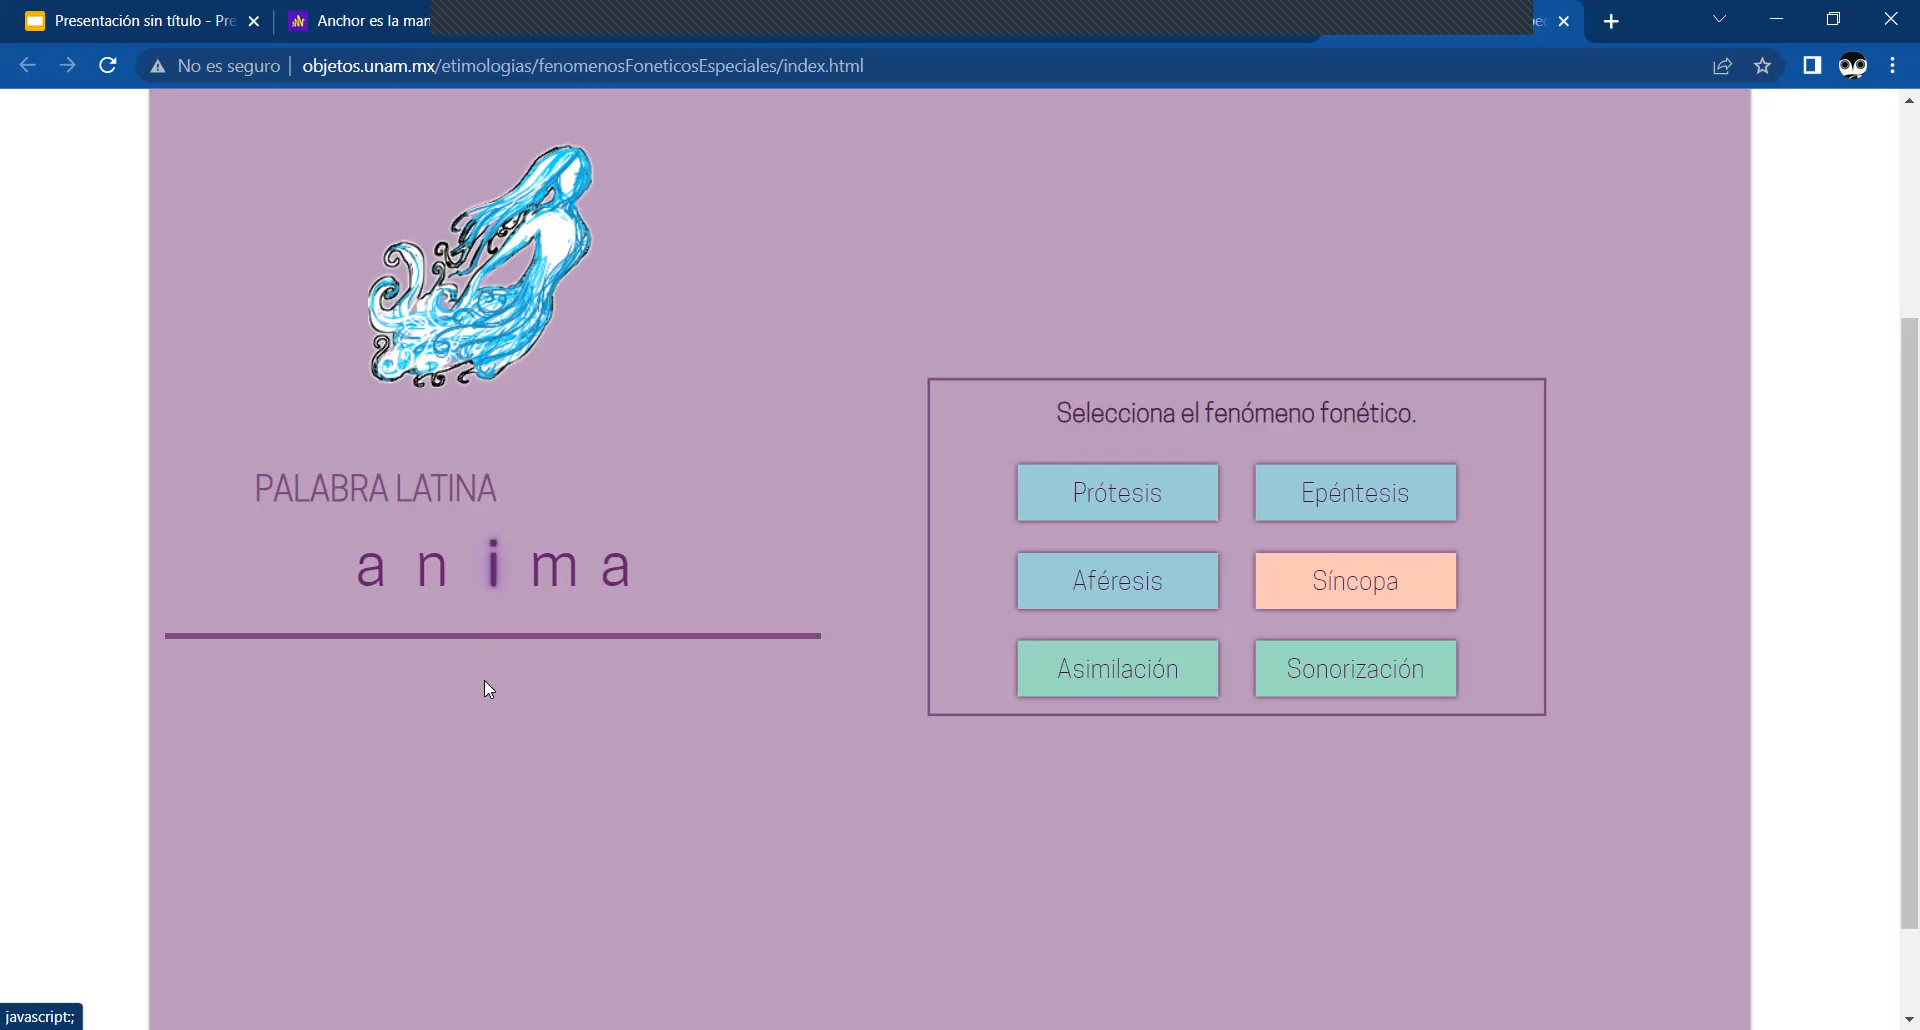 Presentación sin título - Pre
Anchor es la man
No es seguro
objetos.unam.mx/etimologias/fenomenosFoneticosEspeciales/index.html
PALABRA LATINA
a n i m a
Selecciona el fenómeno fonético.
Prótesis Epéntesis
Aféresis Síncopa
Asimilación Sonorización
javascript:;